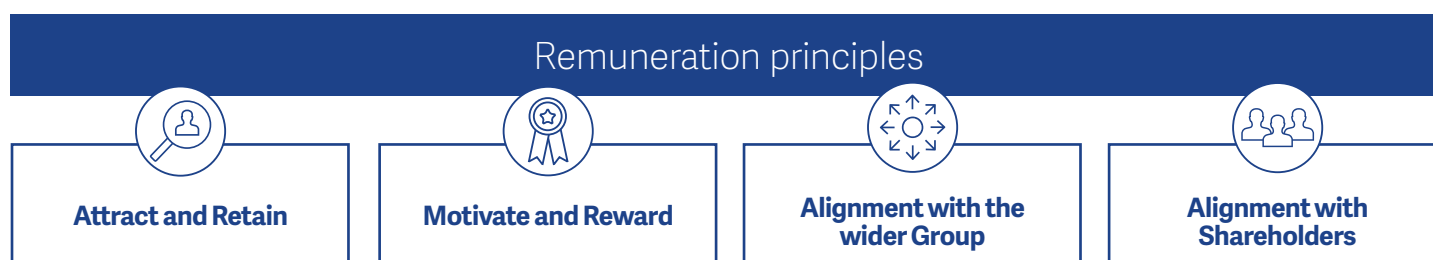 Remuneration principles
Attract and Retain
Motivate and Reward
Alignment with the
wider Group
Alignment with
Shareholders